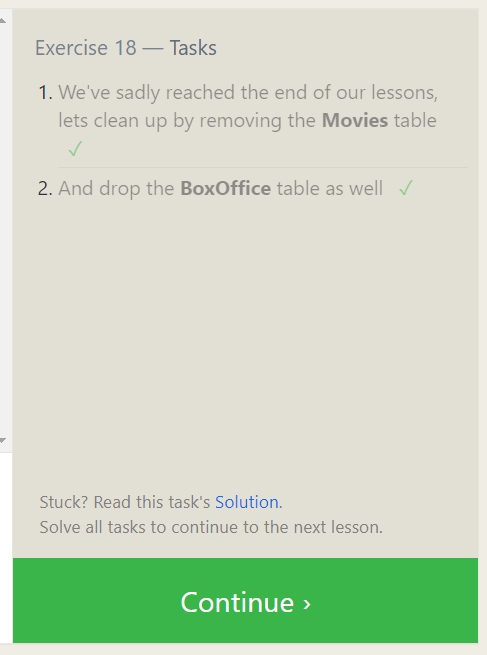 Exercise 18 — Tasks
1. We've sadly reached the end of our lessons,
lets clean up by removing the Movies table
✓
2. And drop the BoxOffice table as well ✓
Stuck? Read this task's Solution.
Solve all tasks to continue to the next lesson.
Continue ›